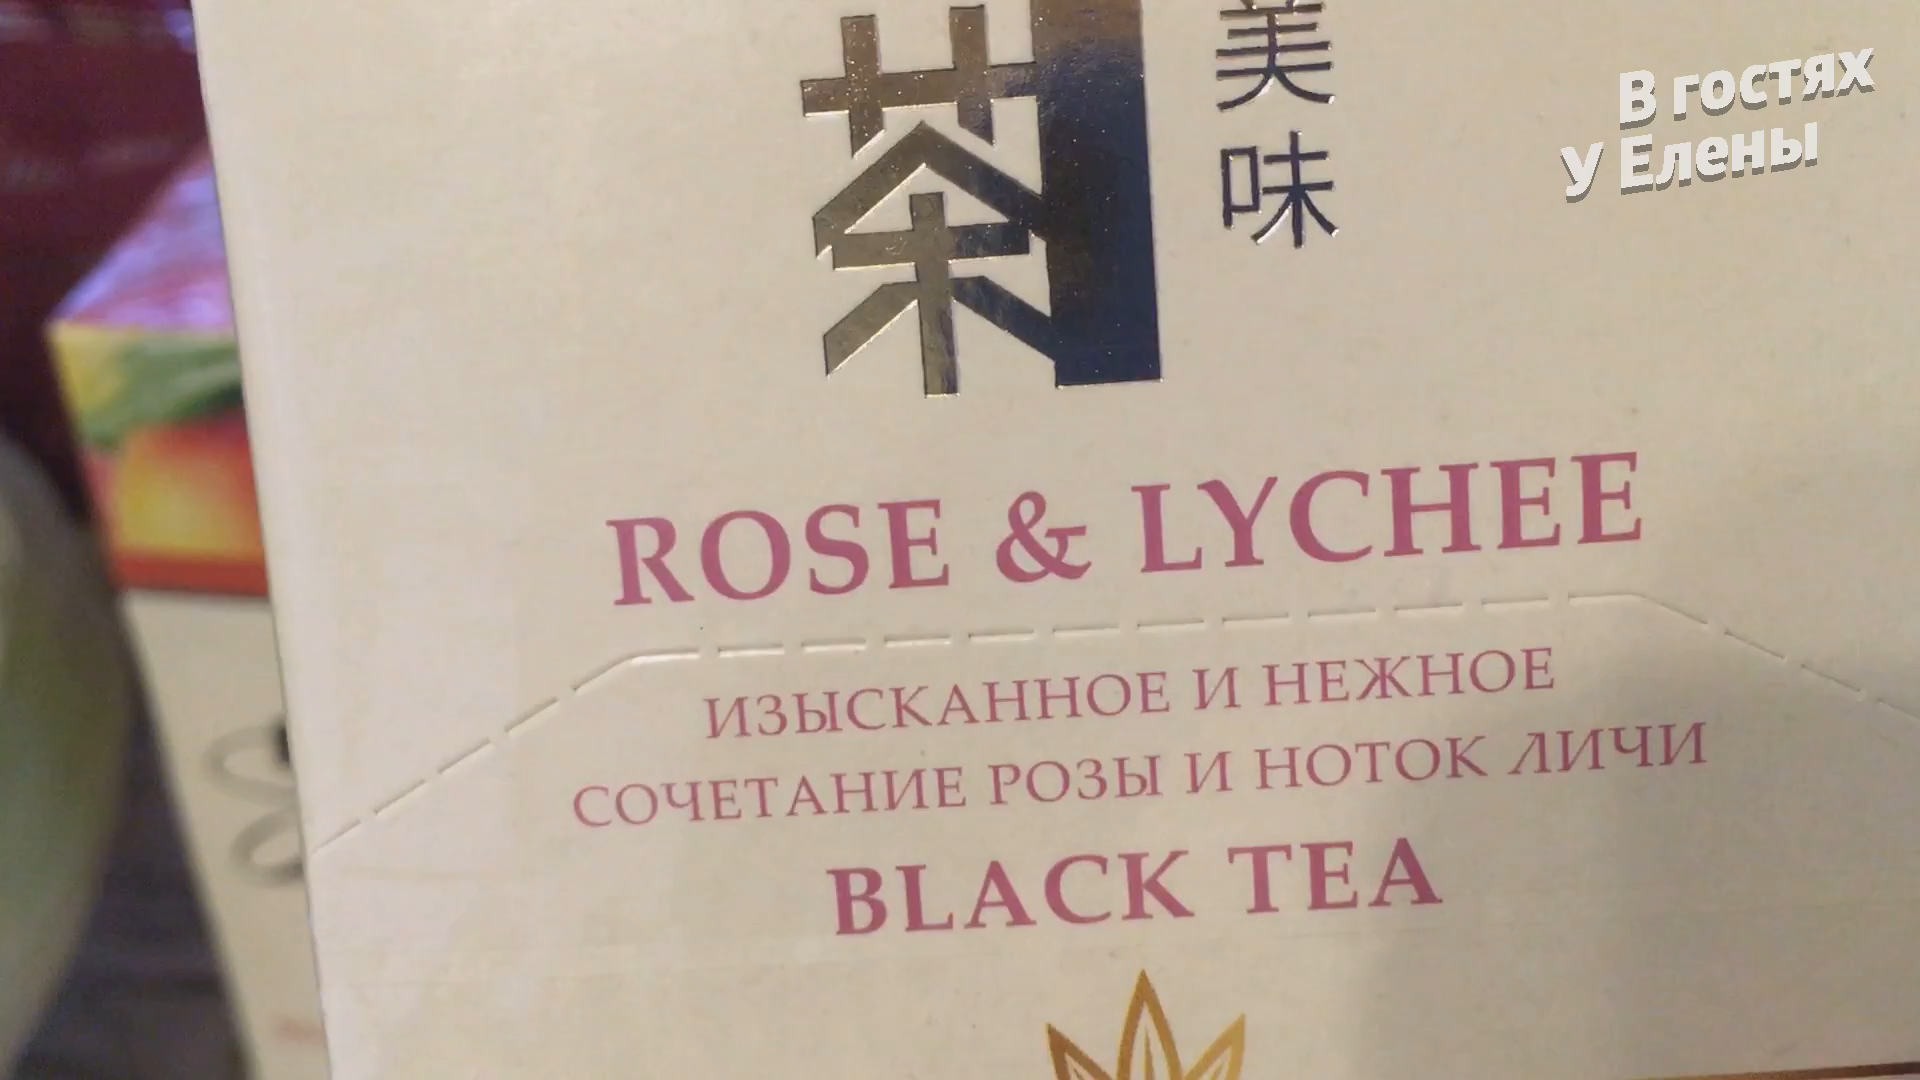 茶
美味
В гостях
у Елены
ROSE & LYCHEE
ИЗЫСКАННОЕ И НЕЖНОЕ
СОЧЕТАНИЕ РОЗЫ И НОТОК ЛИЧИ
BLACK TEA